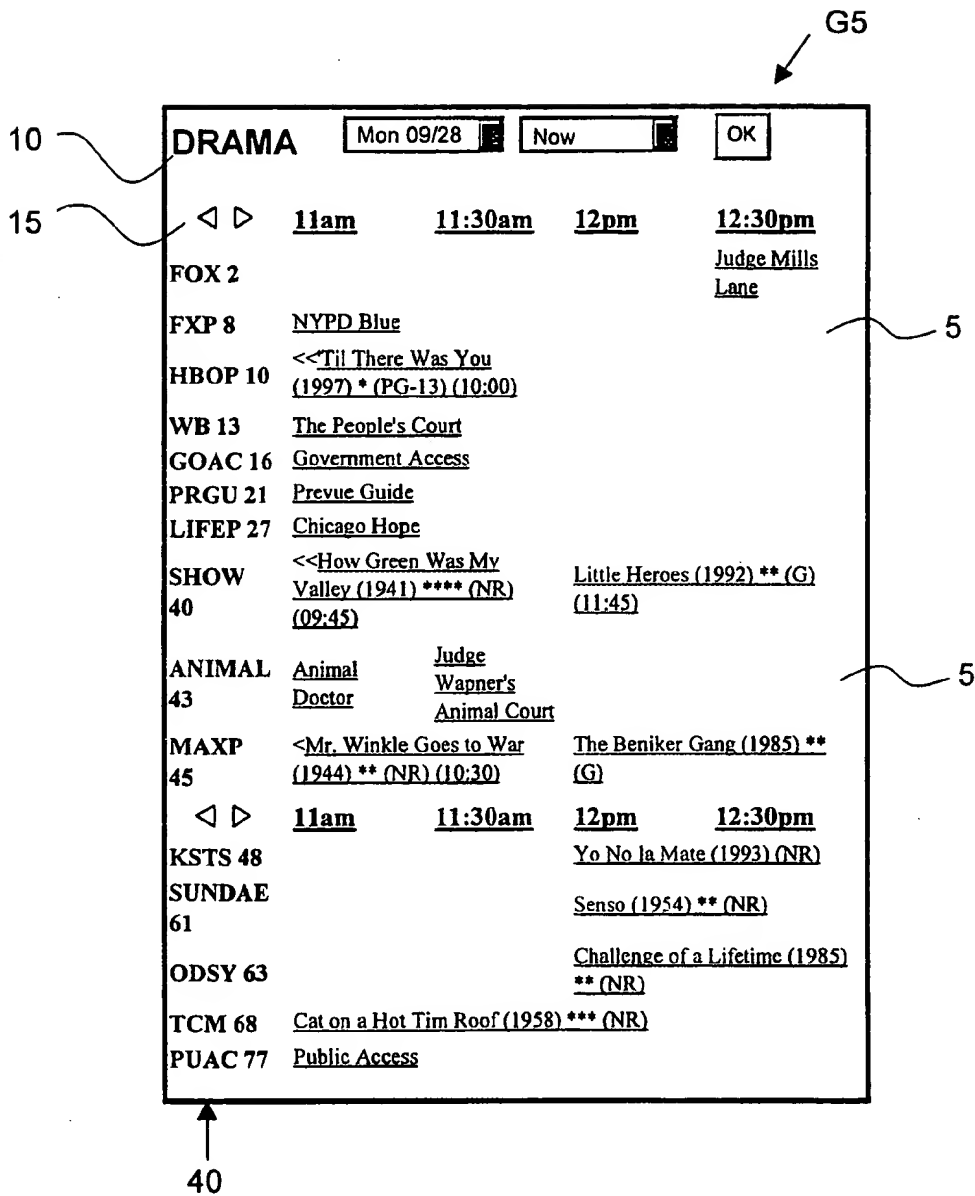 G5
10
DRAMA Mon 09/28 Now OK
15
11am 11:30am 12pm 12:30pm
FOX 2 Judge Mills
Lane
5
FXP 8 NYPD Blue
HBOP 10 <<'Til There Was You
(1997) * (PG-13) (10:00)
WB 13 The People's Court
GOAC 16 Government Access
PRGU 21 Prevue Guide
LIFEP 27 Chicago Hope
SHOW
40
<<How Green Was My
Valley (1941) **** (NR)
(09:45)
Little Heroes (1992) ** (G)
(11:45)
ANIMAL
43
Animal
Doctor
Judge
Wapner's
Animal Court
5
MAXP
45
<Mr. Winkle Goes to War
(1944) ** (NR) (10:30)
The Beniker Gang (1985) **
(G)
11am 11:30am 12pm 12:30pm
KSTS 48 Yo No la Mate (1993) (NR)
SUNDAE
61
Senso (1954) ** (NR)
ODSY 63 Challenge of a Lifetime (1985)
** (NR)
TCM 68 Cat on a Hot Tim Roof (1958) *** (NR)
PUAC 77 Public Access
40